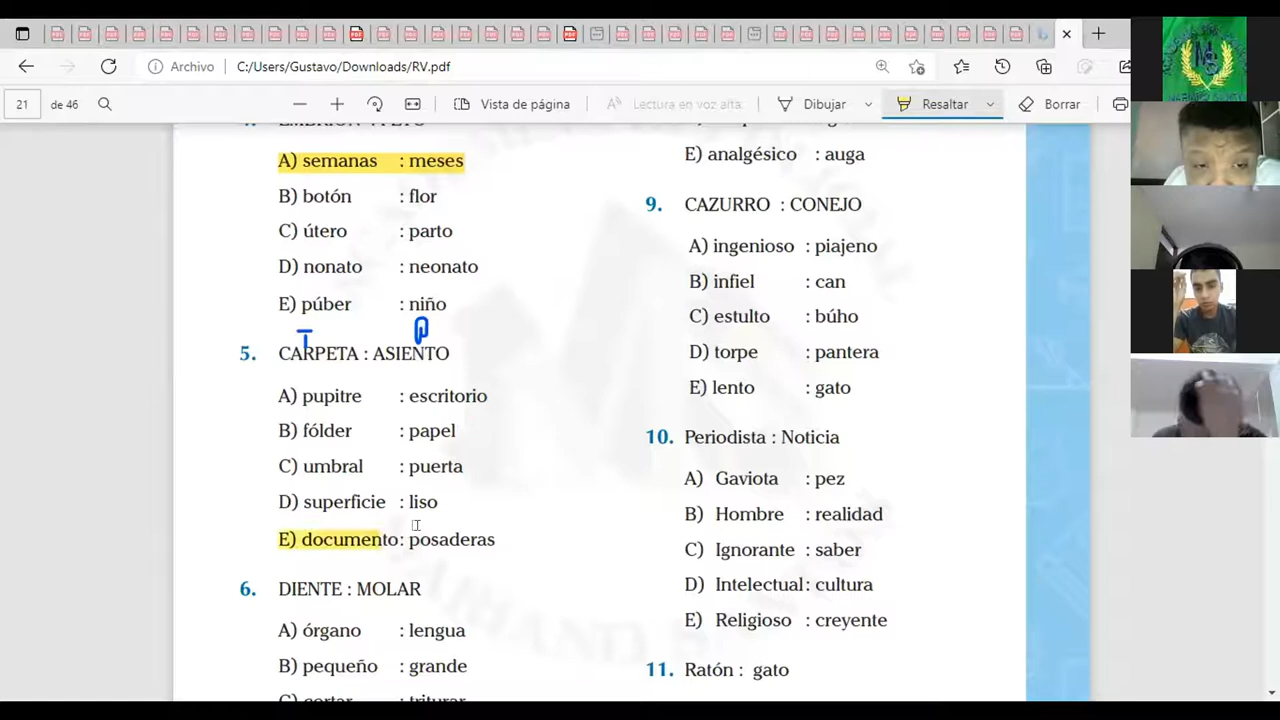 Archivo
C:/Users/Gustavo/Downloads/RV.pdf
21
de 46
Vista de página
Lectura en voz alta
Dibujar
Resaltar
Borrar
A) semanas : meses
B) botón : flor
C) útero : parto
D) nonato : neonato
E) púber : niño
5. CARPETA : ASIENTO
A) pupitre : escritorio
B) fólder : papel
C) umbral : puerta
D) superficie : liso
E) documento : posaderas
6. DIENTE : MOLAR
A) órgano : lengua
B) pequeño : grande
C) cortar : triturar
E) analgésico : auga
9. CAZURRO : CONEJO
A) ingenioso : piajeno
B) infiel : can
C) estulto : búho
D) torpe : pantera
E) lento : gato
10. Periodista : Noticia
A) Gaviota : pez
B) Hombre : realidad
C) Ignorante : saber
D) Intelectual : cultura
E) Religioso : creyente
11. Ratón : gato